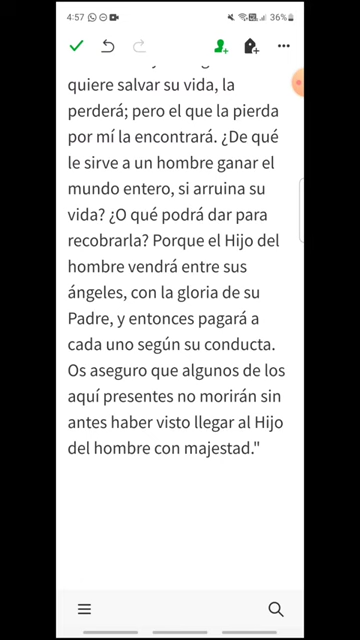 4:57
36%
quiere salvar su vida, la
perderá; pero el que la pierda
por mí la encontrará. ¿De qué
le sirve a un hombre ganar el
mundo entero, si arruina su
vida? ¿O qué podrá dar para
recobrarla? Porque el Hijo del
hombre vendrá entre sus
ángeles, con la gloria de su
Padre, y entonces pagará a
cada uno según su conducta.
Os aseguro que algunos de los
aquí presentes no morirán sin
antes haber visto llegar al Hijo
del hombre con majestad."